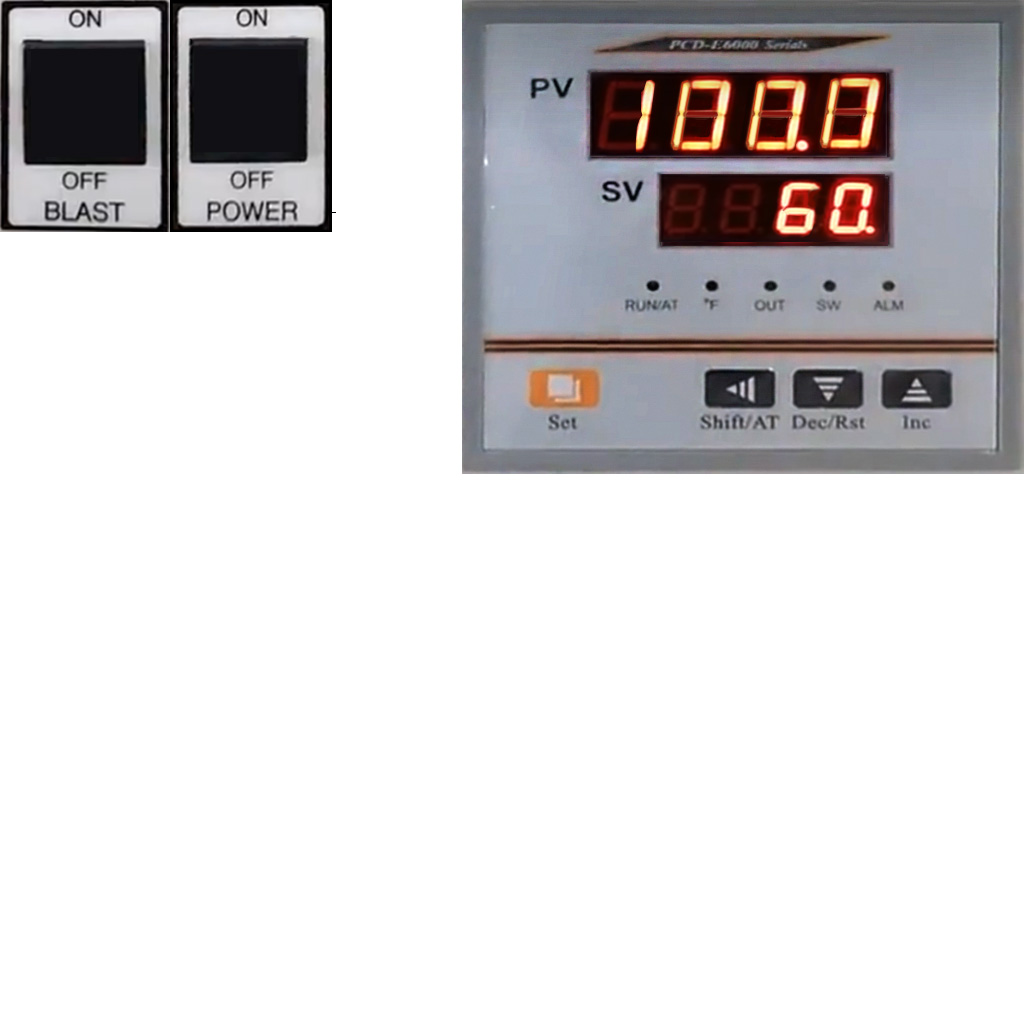 ON
OFF
BLAST
ON
OFF
POWER
PCD-E6000 Serials
PV
100.0
SV
60.
RUN/AT °F OUT SW ALM
Set Shift/AT Dec/Rst Inc